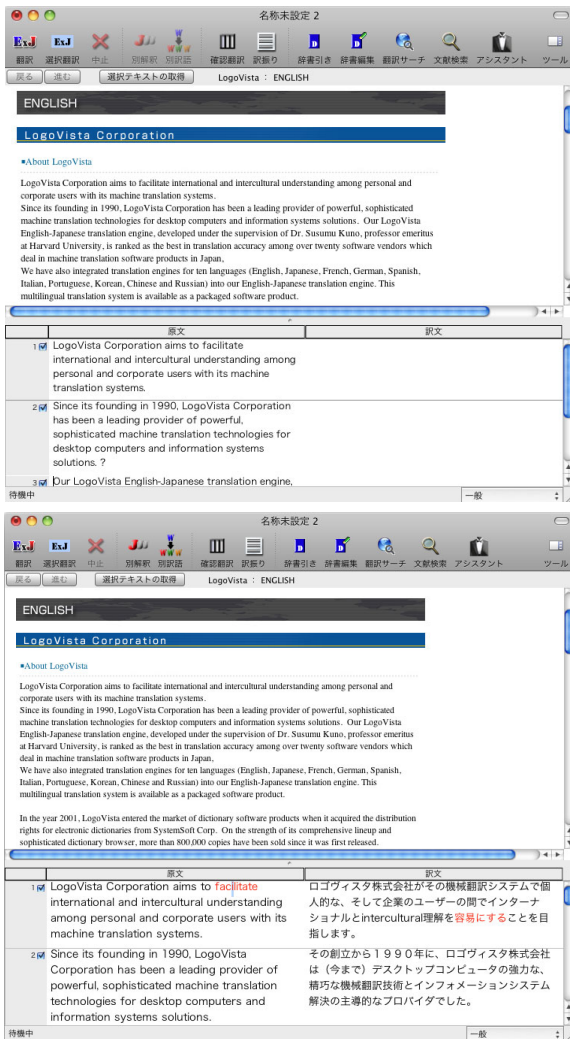 名称未設定 2
ExJ ExJ
翻訳 選択翻訳 中止 別解釈 別訳語 確認翻訳 訳振り 辞書引き 辞書編集 翻訳サーチ 文献検索 アシスタント ツール
戻る 進む 選択テキストの取得 LogoVista : ENGLISH
ENGLISH
LogoVista Corporation
■About LogoVista
LogoVista Corporation aims to facilitate international and intercultural understanding among personal and
corporate users with its machine translation systems.
Since its founding in 1990, LogoVista Corporation has been a leading provider of powerful, sophisticated
machine translation technologies for desktop computers and information systems solutions. Our LogoVista
English-Japanese translation engine, developed under the supervision of Dr. Susumu Kuno, professor emeritus
at Harvard University, is ranked as the best in translation accuracy among over twenty software vendors which
deal in machine translation software products in Japan,
We have also integrated translation engines for ten languages (English, Japanese, French, German, Spanish,
Italian, Portuguese, Korean, Chinese and Russian) into our English-Japanese translation engine. This
multilingual translation system is available as a packaged software product.
原文 訳文
1 LogoVista Corporation aims to facilitate
international and intercultural understanding among
personal and corporate users with its machine
translation systems.
2 Since its founding in 1990, LogoVista Corporation
has been a leading provider of powerful,
sophisticated machine translation technologies for
desktop computers and information systems
solutions. ?
3 Our LogoVista English-Japanese translation engine,
待機中 一般
名称未設定 2
ExJ ExJ
翻訳 選択翻訳 中止 別解釈 別訳語 確認翻訳 訳振り 辞書引き 辞書編集 翻訳サーチ 文献検索 アシスタント ツール
戻る 進む 選択テキストの取得 LogoVista : ENGLISH
ENGLISH
LogoVista Corporation
■About LogoVista
LogoVista Corporation aims to facilitate international and intercultural understanding among personal and
corporate users with its machine translation systems.
Since its founding in 1990, LogoVista Corporation has been a leading provider of powerful, sophisticated
machine translation technologies for desktop computers and information systems solutions. Our LogoVista
English-Japanese translation engine, developed under the supervision of Dr. Susumu Kuno, professor emeritus
at Harvard University, is ranked as the best in translation accuracy among over twenty software vendors which
deal in machine translation software products in Japan,
We have also integrated translation engines for ten languages (English, Japanese, French, German, Spanish,
Italian, Portuguese, Korean, Chinese and Russian) into our English-Japanese translation engine. This
multilingual translation system is available as a packaged software product.
In the year 2001, LogoVista entered the market of dictionary software products when it acquired the distribution
rights for electronic dictionaries from SystemSoft Corp. On the strength of its comprehensive lineup and
sophisticated dictionary browser, more than 800,000 copies have been sold since it was first released.
原文 訳文
1 LogoVista Corporation aims to facilitate
international and intercultural understanding
among personal and corporate users with its
machine translation systems.
ロゴヴィスタ株式会社がその機械翻訳システムで個
人的な、そして企業のユーザーの間でインターナ
ショナルとintercultural理解を容易にすることを目
指します。
2 Since its founding in 1990, LogoVista
Corporation has been a leading provider of
powerful, sophisticated machine translation
technologies for desktop computers and
information systems solutions.
その創立から１９９０年に、ロゴヴィスタ株式会社
は（今まで）デスクトップコンピュータの強力な、
精巧な機械翻訳技術とインフォメーションシステム
解決の主導的なプロバイダでした。
待機中 一般